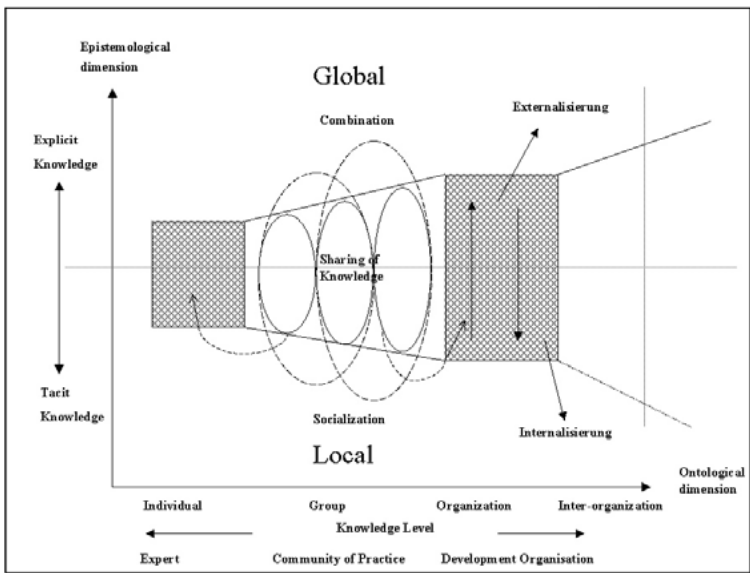 Epistemological
dimension
Global
Combination
Externalisierung
Explicit
Knowledge
Sharing of
Knowledge
Tacit
Knowledge
Socialization
Internalisierung
Local
Ontological
dimension
Individual Group Organization Inter-organization
Knowledge Level
Expert Community of Practice Development Organisation